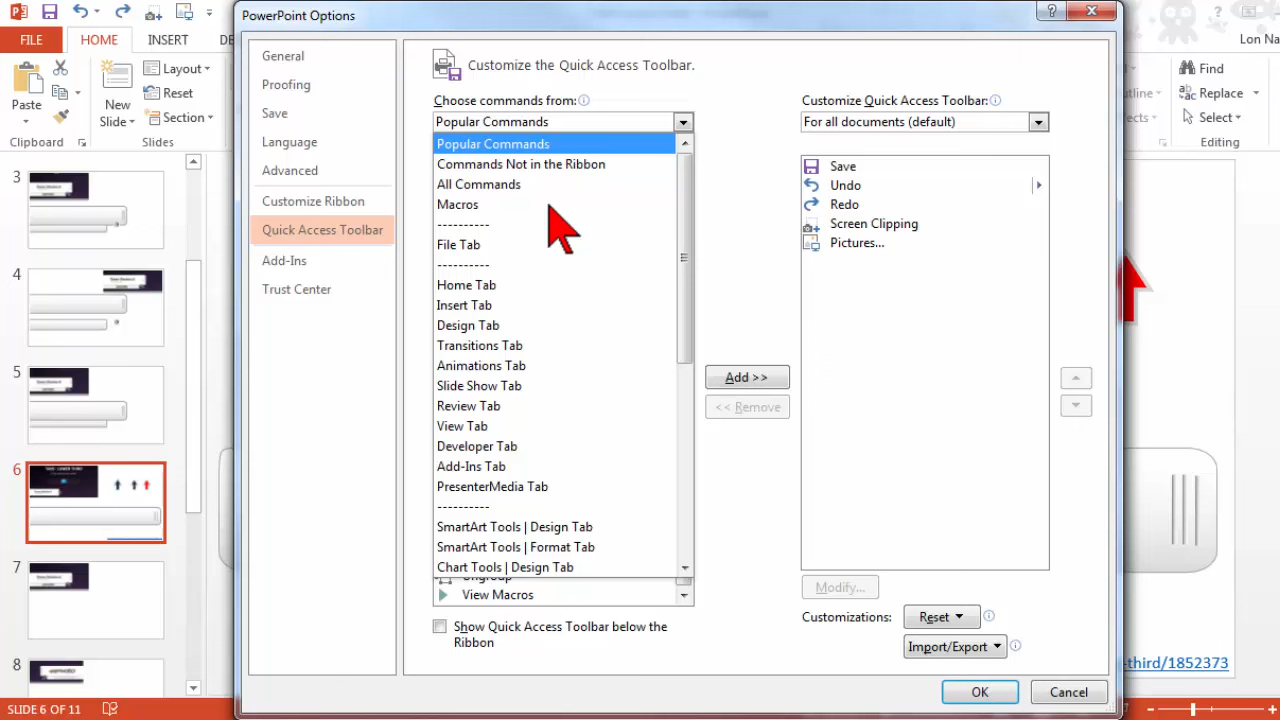 PowerPoint Options
?
FILE
HOME
INSERT
DE
Lon Na
Paste
New
Slide
Layout
Reset
Section
Clipboard
Slides
Find
Replace
Select
Editing
3
4
5
6
7
8
General
Proofing
Save
Language
Advanced
Customize Ribbon
Quick Access Toolbar
Add-Ins
Trust Center
Customize the Quick Access Toolbar.
Choose commands from:
Popular Commands
Popular Commands
Commands Not in the Ribbon
All Commands
Macros
----------
File Tab
----------
Home Tab
Insert Tab
Design Tab
Transitions Tab
Animations Tab
Slide Show Tab
Review Tab
View Tab
Developer Tab
Add-Ins Tab
PresenterMedia Tab
----------
SmartArt Tools | Design Tab
SmartArt Tools | Format Tab
Chart Tools | Design Tab
View Macros
Show Quick Access Toolbar below the
Ribbon
Add >>
<< Remove
Customize Quick Access Toolbar:
For all documents (default)
Save
Undo
Redo
Screen Clipping
Pictures...
Modify...
Customizations:
Reset
Import/Export
OK
Cancel
-third/1852373
SLIDE 6 OF 11